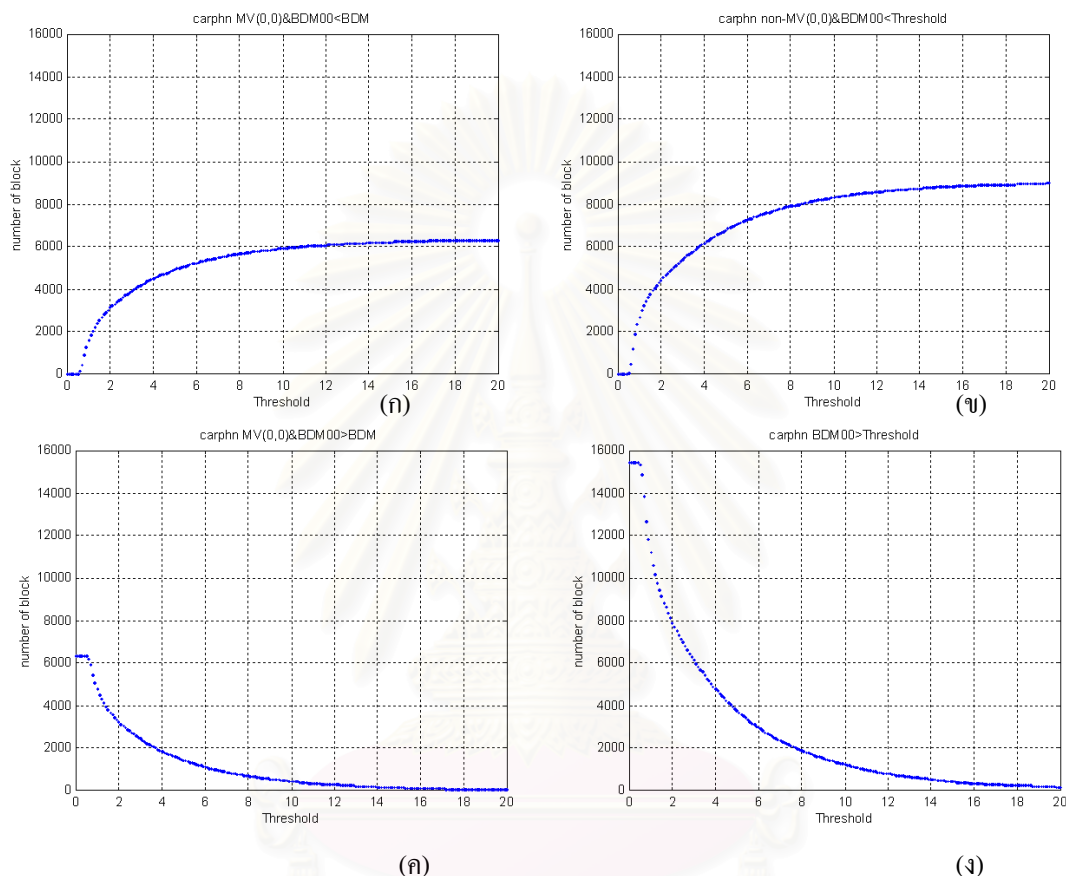 carphn MV(0,0)&BDM00<BDM
16000
14000
12000
10000
8000
6000
4000
2000
0
number of block
0 2 4 6 8 10 12 14 16 18 20
Threshold
(ก)
carphn non-MV(0,0)&BDM00<Threshold
16000
14000
12000
10000
8000
6000
4000
2000
0
number of block
0 2 4 6 8 10 12 14 16 18 20
Threshold
(ข)
carphn MV(0,0)&BDM00>BDM
16000
14000
12000
10000
8000
6000
4000
2000
0
number of block
0 2 4 6 8 10 12 14 16 18 20
Threshold
(ค)
carphn BDM00>Threshold
16000
14000
12000
10000
8000
6000
4000
2000
0
number of block
0 2 4 6 8 10 12 14 16 18 20
Threshold
(ง)